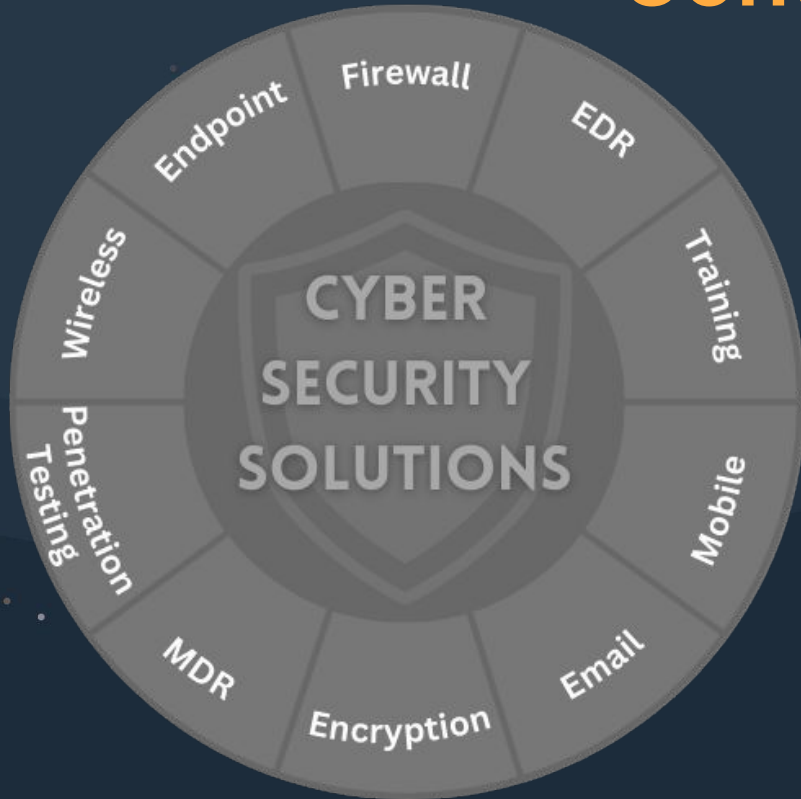 Firewall
EDR
Training
Mobile
Email
Encryption
MDR
Penetration
Testing
Wireless
Endpoint
CYBER
SECURITY
SOLUTIONS